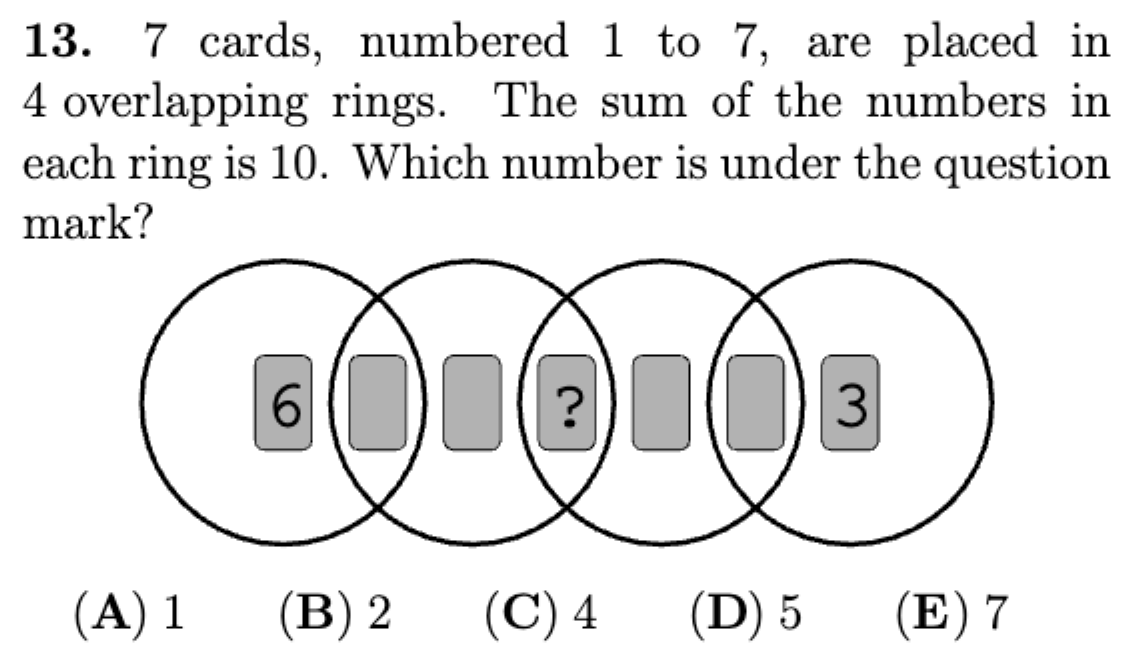 13. 7 cards, numbered 1 to 7, are placed in
4 overlapping rings. The sum of the numbers in
each ring is 10. Which number is under the question
mark?
6 ? 3
(A) 1 (B) 2 (C) 4 (D) 5 (E) 7